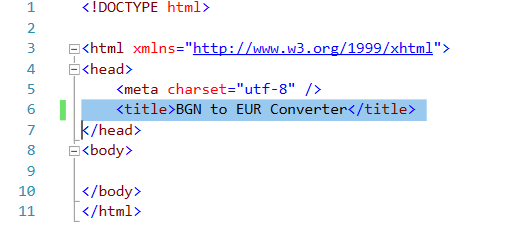 1 <!DOCTYPE html>
2
3 <html xmlns="http://www.w3.org/1999/xhtml">
4 <head>
5 <meta charset="utf-8" />
6 <title>BGN to EUR Converter</title>
7 </head>
8 <body>
9
10 </body>
11 </html>